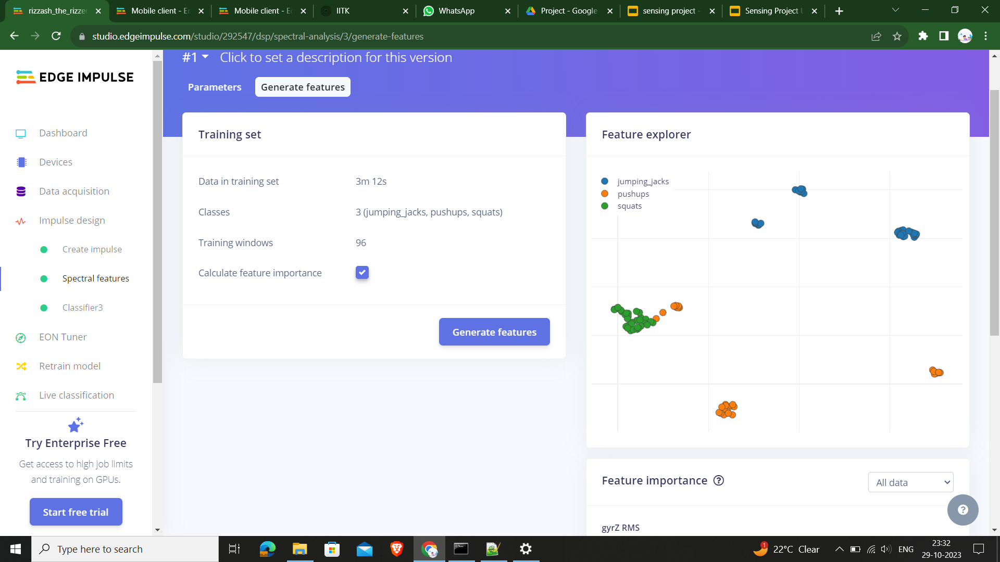 rizzash_the_rizzer
Mobile client - Ed
Mobile client - Ed
IITK
WhatsApp
Project - Google
sensing project -
Sensing Project
studio.edgeimpulse.com/studio/292547/dsp/spectral-analysis/3/generate-features
EDGE IMPULSE
Dashboard
Devices
Data acquisition
Impulse design
Create impulse
Spectral features
Classifier3
EON Tuner
Retrain model
Live classification
Try Enterprise Free
Get access to high job limits
and training on GPUs.
Start free trial
#1 Click to set a description for this version
Parameters
Generate features
Training set
Data in training set 3m 12s
Classes 3 (jumping_jacks, pushups, squats)
Training windows 96
Calculate feature importance
Generate features
Feature explorer
jumping_jacks
pushups
squats
Feature importance ?
All data
gyrZ RMS
?
Type here to search
1
22°C Clear
ENG
23:32
29-10-2023